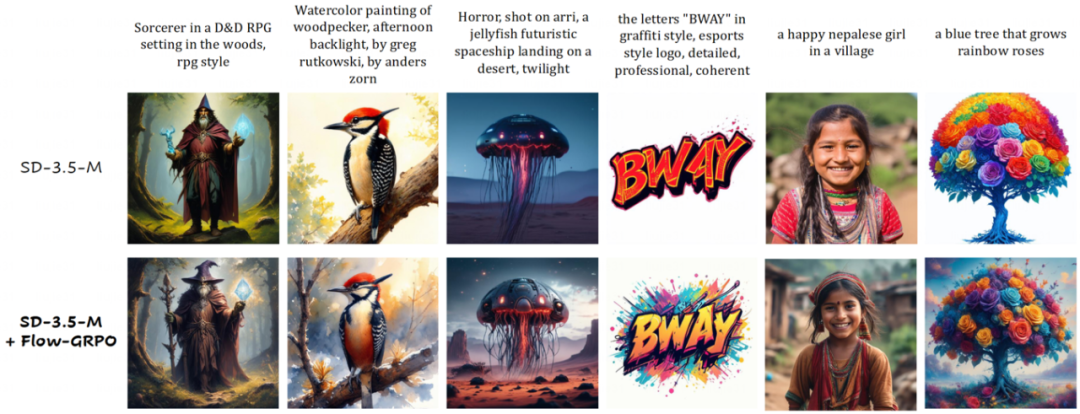 Sorcerer in a D&D RPG
setting in the woods,
rpg style
Watercolor painting of
woodpecker, afternoon
backlight, by greg
rutkowski, by anders
zorn
Horror, shot on arri, a
jellyfish futuristic
spaceship landing on a
desert, twilight
the letters "BWAY" in
graffiti style, esports
style logo, detailed,
professional, coherent
a happy nepalese girl
in a village
a blue tree that grows
rainbow roses
SD-3.5-M
BWAY
SD-3.5-M
+ Flow-GRPO
BWAY